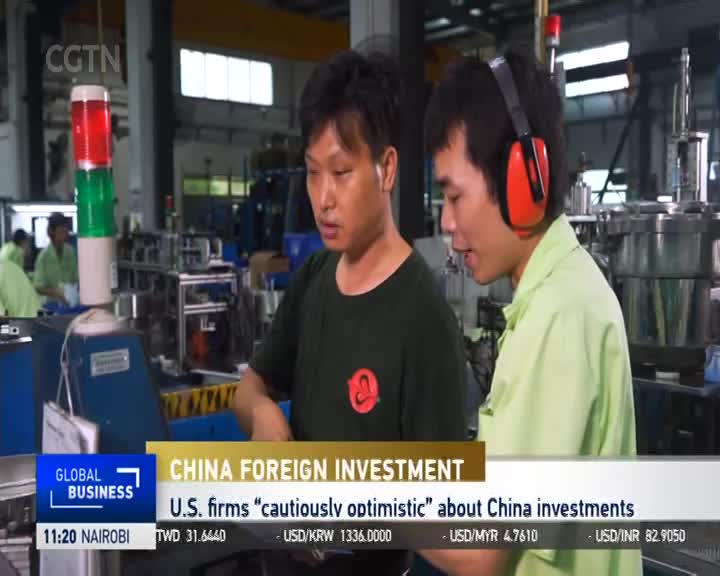 CGTN
CHINA FOREIGN INVESTMENT
GLOBAL
BUSINESS
U.S. firms “cautiously optimistic” about China investments
11:20 NAIROBI
TWD 31.6440 - USD/KRW 1336.0000 - USD/MYR 4.7610 - USD/INR 82.9050